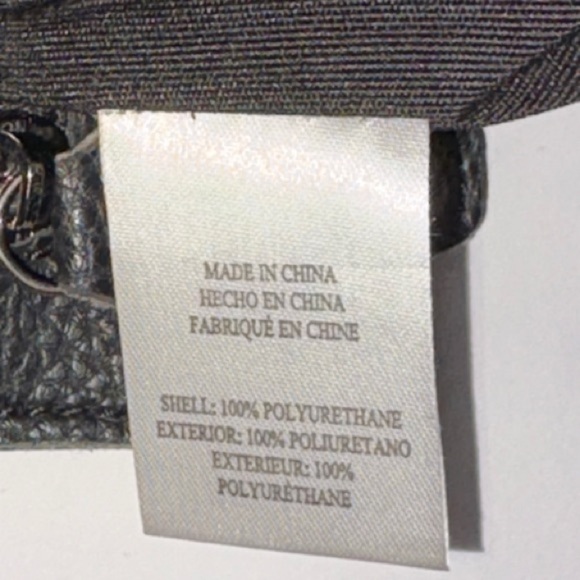 MADE IN CHINA
HECHO EN CHINA
FABRIQUÉ EN CHINE
SHELL: 100% POLYURETHANE
EXTERIOR: 100% POLIURETANO
EXTERIEUR: 100%
POLYURÉTHANE